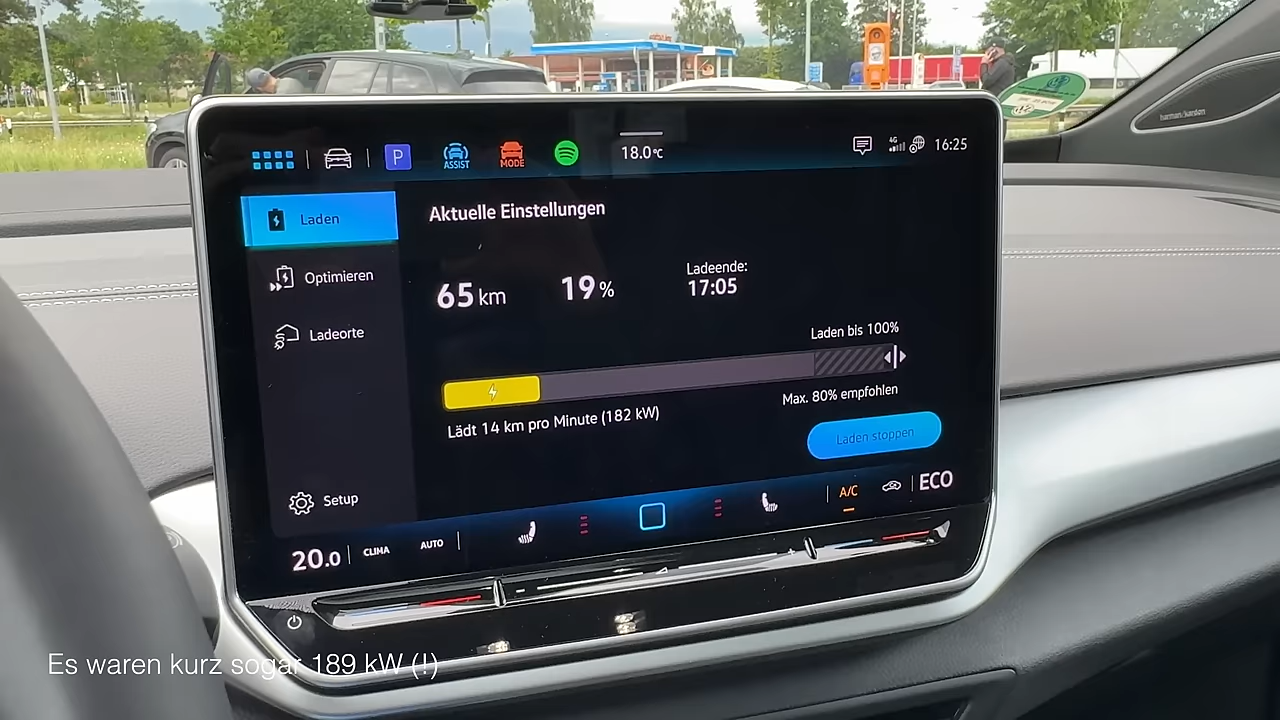 harman/kardon
P
ASSIST
MODE
18.0°C
4G
16:25
Laden
Optimieren
Ladeorte
Setup
Aktuelle Einstellungen
65 km
19 %
Ladeende:
17:05
Laden bis 100%
Max. 80% empfohlen
Lädt 14 km pro Minute (182 kW)
Laden stoppen
20.0
CLIMA
AUTO
A/C
ECO
Es waren kurz sogar 189 kW (!)